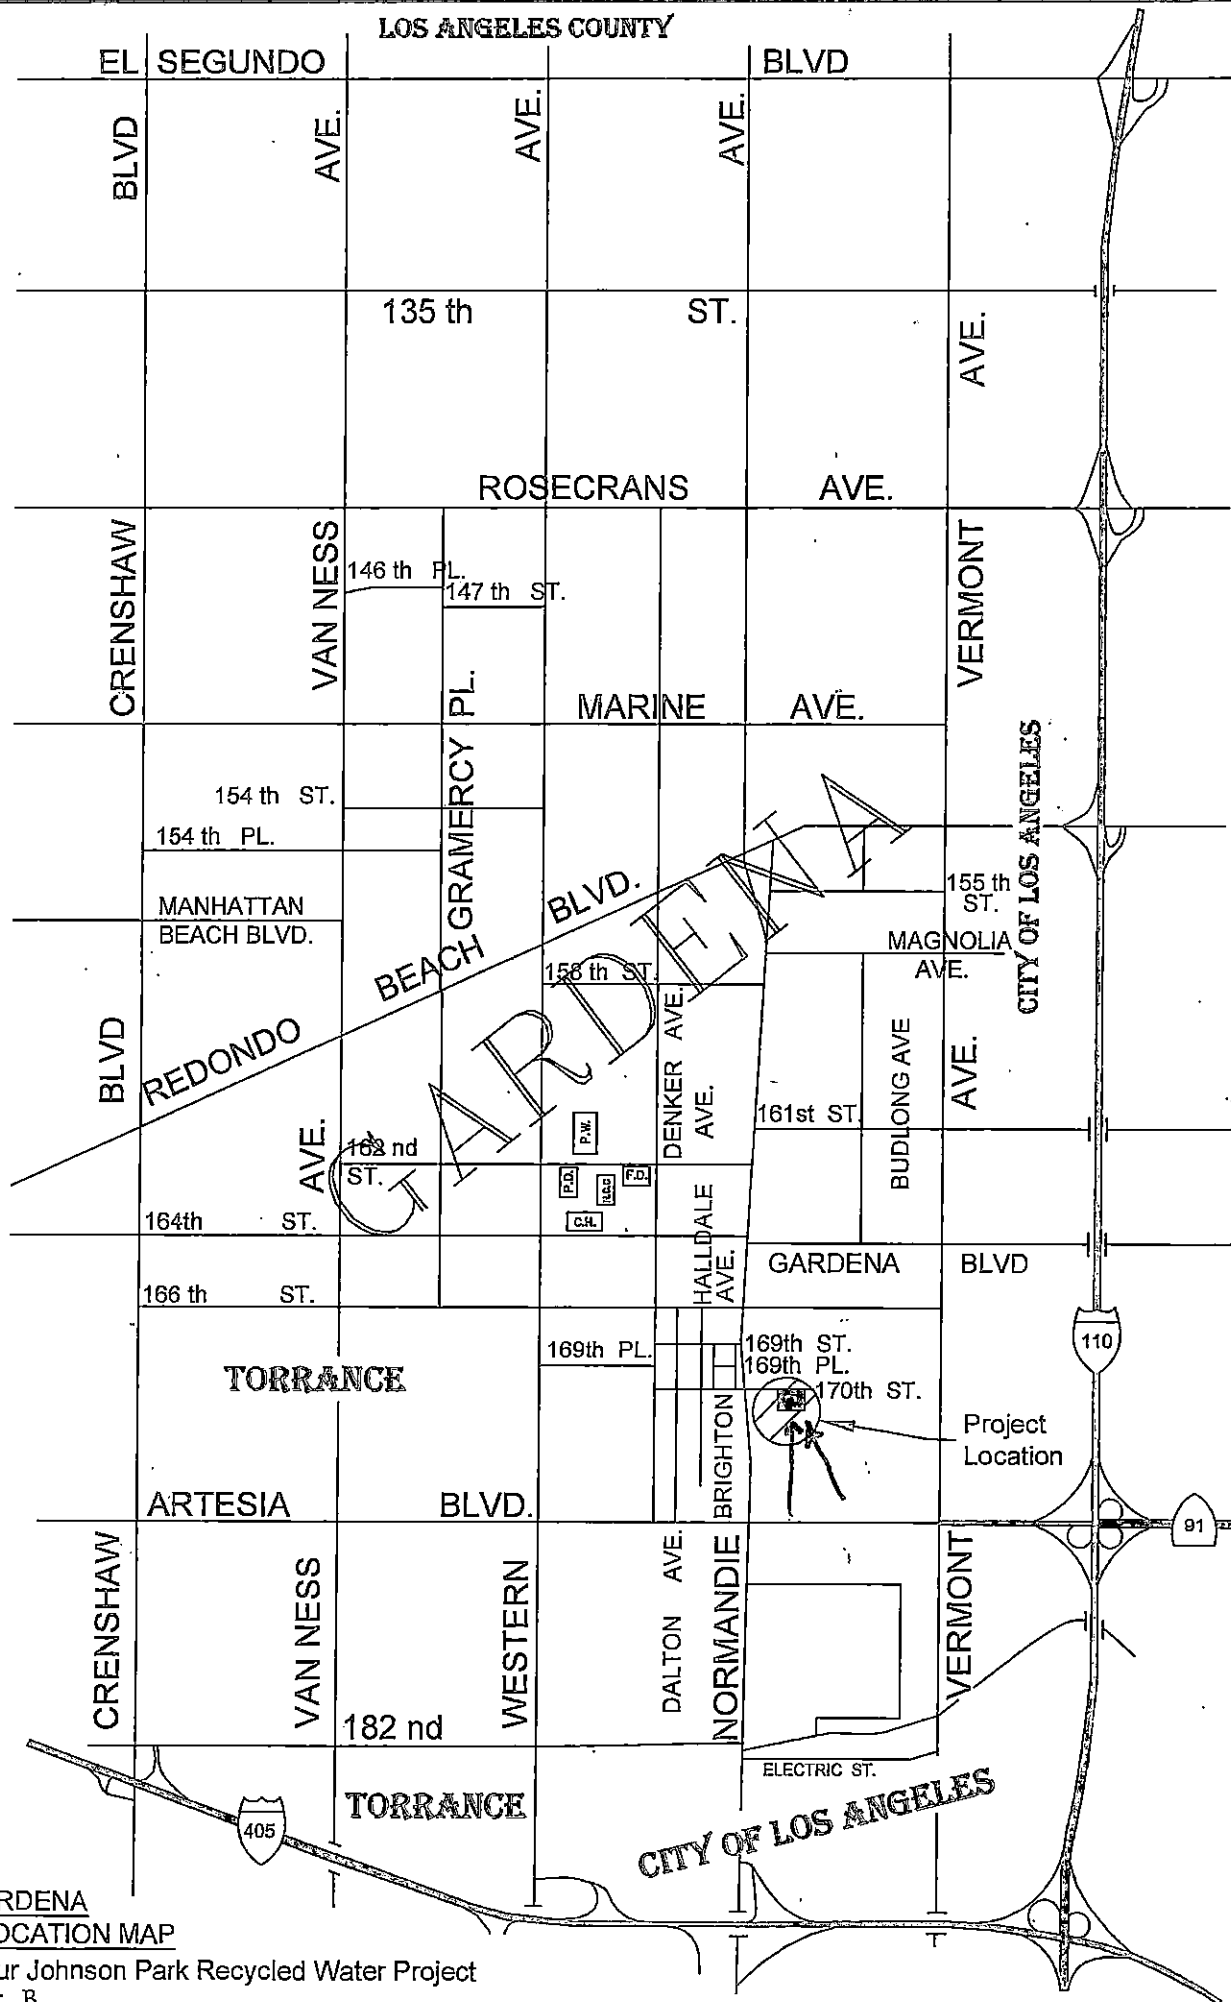 LOS ANGELES COUNTY
EL SEGUNDO BLVD
BLVD
AVE.
AVE.
AVE.
135 th ST.
AVE.
ROSECRANS AVE.
CRENSHAW
VAN NESS
VERMONT
146 th PL.
147 th ST.
GRAMERCY PL.
MARINE AVE.
CITY OF LOS ANGELES
154 th ST.
154 th PL.
155 th
ST.
MANHATTAN
BEACH BLVD.
MAGNOLIA
AVE.
REDONDO BEACH BLVD.
GARDENA
158 th ST.
BLVD
DENKER AVE.
AVE.
BUDLONG AVE
AVE.
161st ST.
P.W.
AVE.
162 nd
ST.
P.D.
F.D.
C.H.
164th ST.
HALLDALE
AVE.
GARDENA BLVD
166 th ST.
110
169th PL.
169th ST.
169th PL.
170th ST.
TORRANCE
Project
Location
BRIGHTON
ARTESIA BLVD.
91
CRENSHAW
VAN NESS
WESTERN
DALTON AVE.
NORMANDIE
VERMONT
182 nd
ELECTRIC ST.
TORRANCE
CITY OF LOS ANGELES
405
RDENA
OCATION MAP
ur Johnson Park Recycled Water Project
B